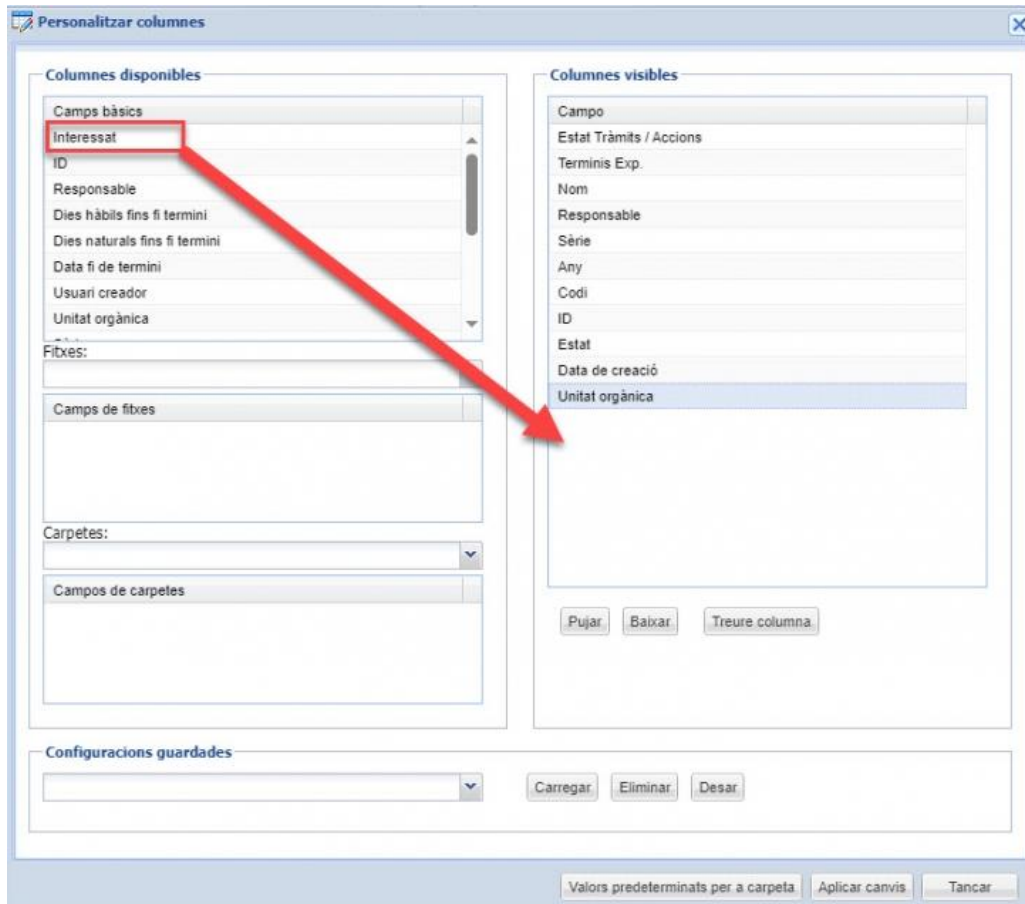 Personalitzar columnes
Columnes disponibles
Camps bàsics
Interessat
ID
Responsable
Dies hàbils fins fi termini
Dies naturals fins fi termini
Data fi de termini
Usuari creador
Unitat orgànica
Fitxes:
Camps de fitxes
Carpetes:
Campos de carpetes
Columnes visibles
Campo
Estat Tràmits / Accions
Terminis Exp.
Nom
Responsable
Sèrie
Any
Codi
ID
Estat
Data de creació
Unitat orgànica
Pujar Baixar Treure columna
Configuracions guardades
Carregar Eliminar Desar
Valors predeterminats per a carpeta Aplicar canvis Tancar